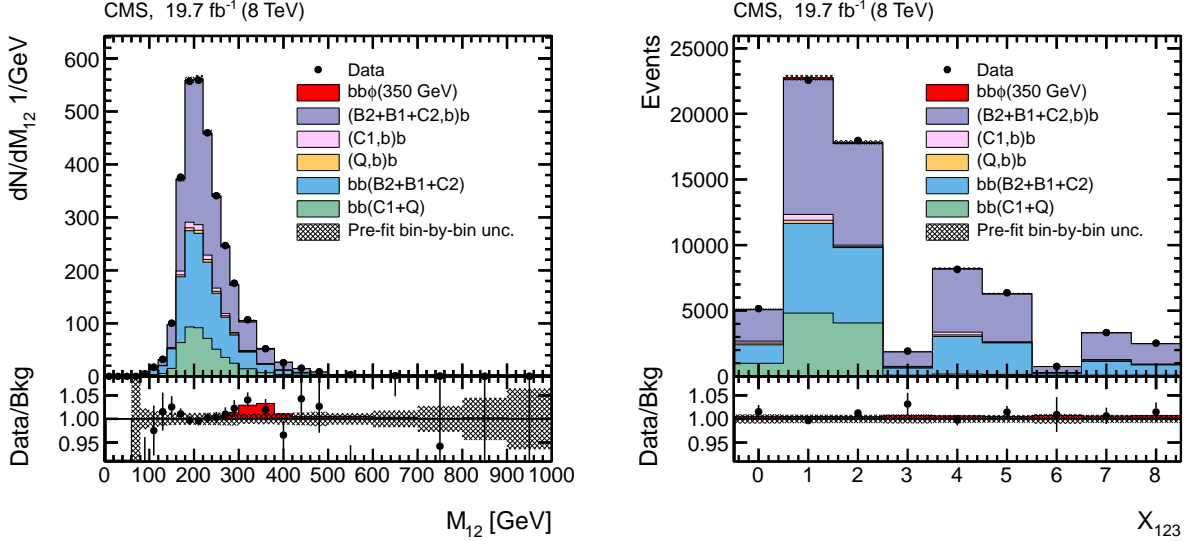 CMS, 19.7 fb⁻¹ (8 TeV)
dN/dM₁₂ 1/GeV
600
500
400
300
200
100
0
Data
bbϕ(350 GeV)
(B2+B1+C2,b)b
(C1,b)b
(Q,b)b
bb(B2+B1+C2)
bb(C1+Q)
Pre-fit bin-by-bin unc.
Data/Bkg
1.05
1.00
0.95
0 100 200 300 400 500 600 700 800 900 1000
M₁₂ [GeV]
CMS, 19.7 fb⁻¹ (8 TeV)
Events
25000
20000
15000
10000
5000
0
Data
bbϕ(350 GeV)
(B2+B1+C2,b)b
(C1,b)b
(Q,b)b
bb(B2+B1+C2)
bb(C1+Q)
Pre-fit bin-by-bin unc.
Data/Bkg
1.05
1.00
0.95
0 1 2 3 4 5 6 7 8
X₁₂₃